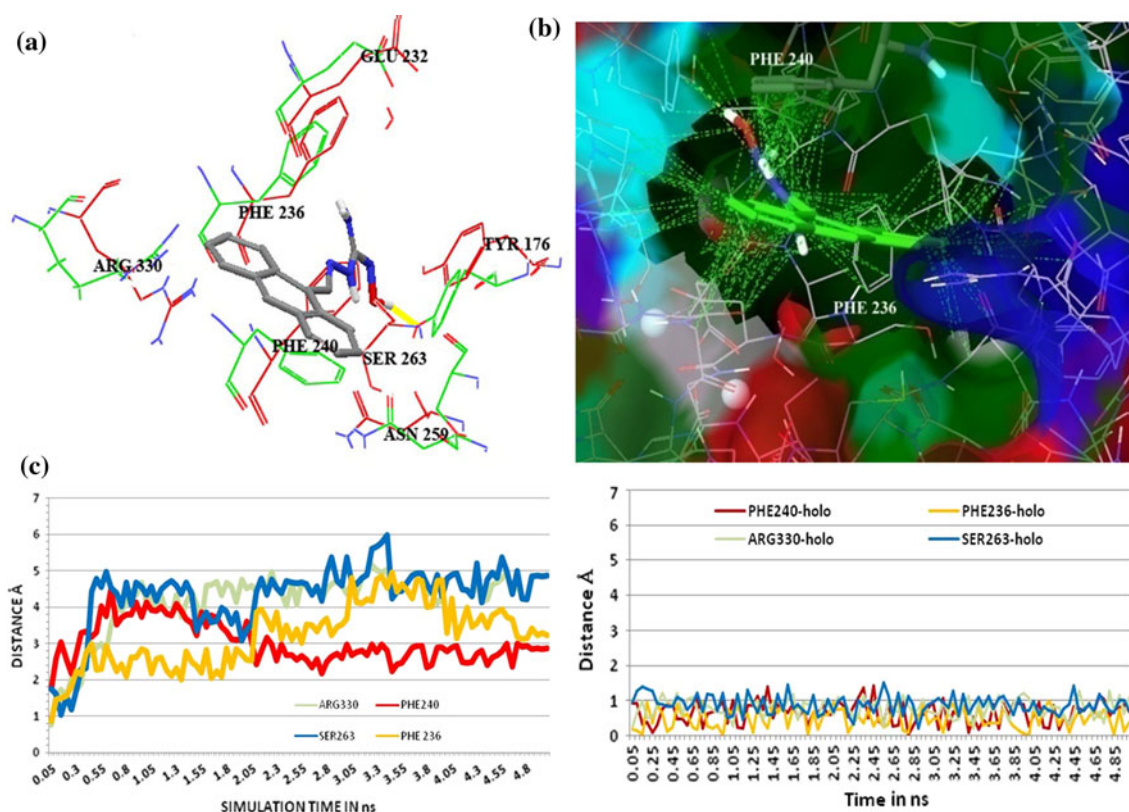 (a)
GLU 232
PHE 236
ARG 330
TYR 176
PHE 240
SER 263
ASN 259
(b)
PHE 240
PHE 236
(c)
DISTANCE Å
7
6
5
4
3
2
1
0
ARG330
PHE240
SER263
PHE 236
0.05
0.3
0.55
0.8
1.05
1.3
1.55
1.8
2.05
2.3
2.55
2.8
3.05
3.3
3.55
3.8
4.05
4.3
4.55
4.8
SIMULATION TIME IN ns
Distance Å
7
6
5
4
3
2
1
0
PHE240-holo
PHE236-holo
ARG330-holo
SER263-holo
0.05
0.25
0.45
0.65
0.85
1.05
1.25
1.45
1.65
1.85
2.05
2.25
2.45
2.65
2.85
3.05
3.25
3.45
3.65
3.85
4.05
4.25
4.45
4.65
4.85
Time in ns